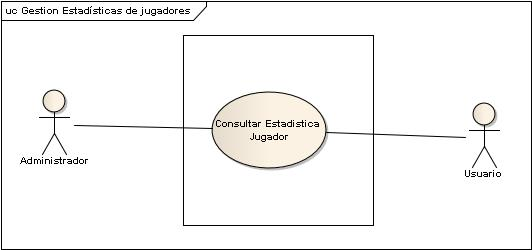 uc Gestion Estadísticas de jugadores
Consultar Estadistica
Jugador
Administrador
Usuario